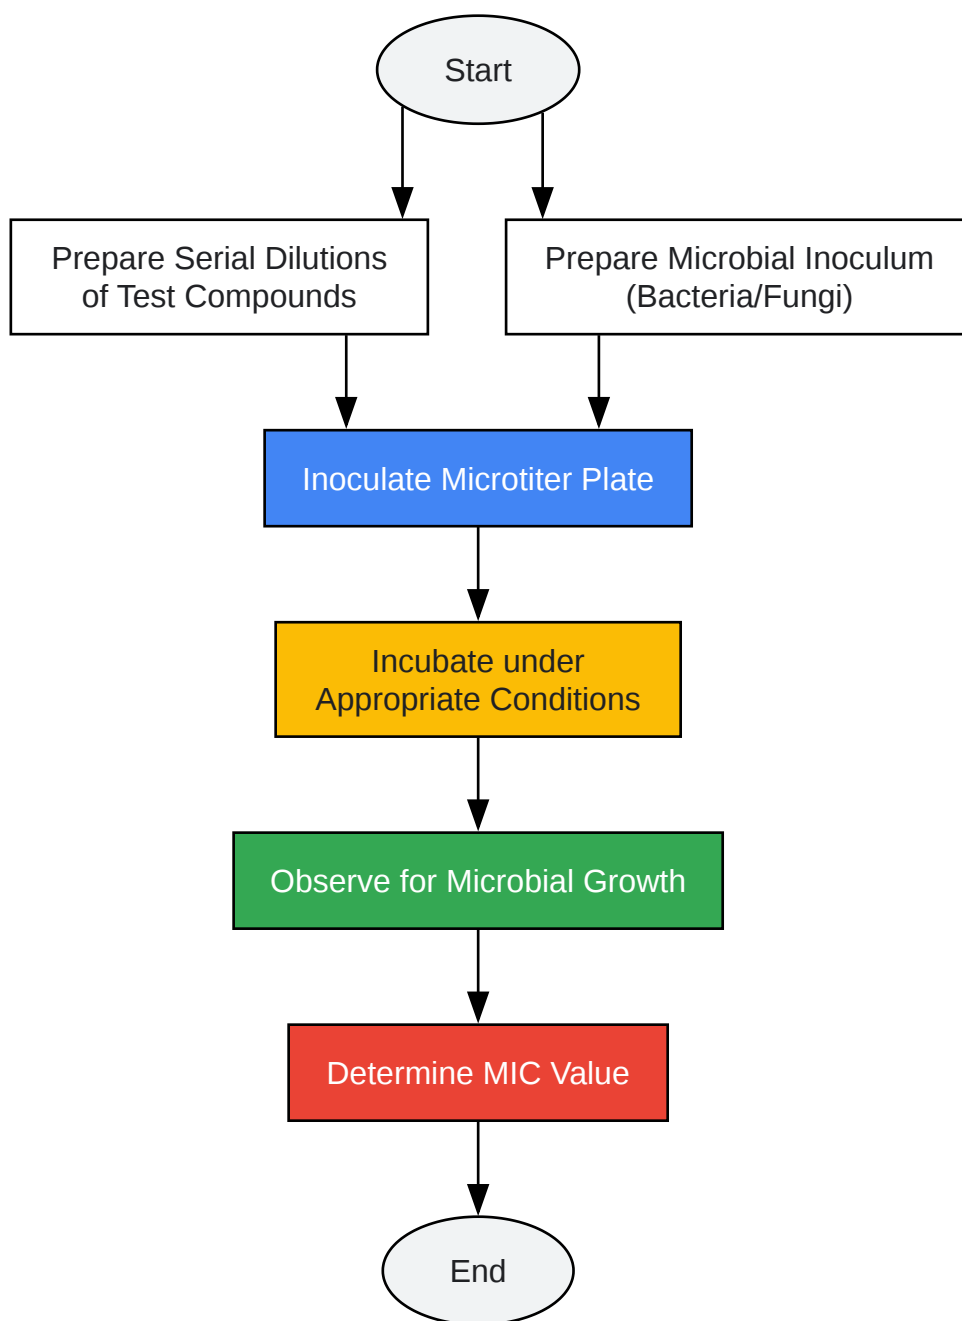 Start
Prepare Serial Dilutions
of Test Compounds
Prepare Microbial Inoculum
(Bacteria/Fungi)
Inoculate Microtiter Plate
Incubate under
Appropriate Conditions
Observe for Microbial Growth
Determine MIC Value
End